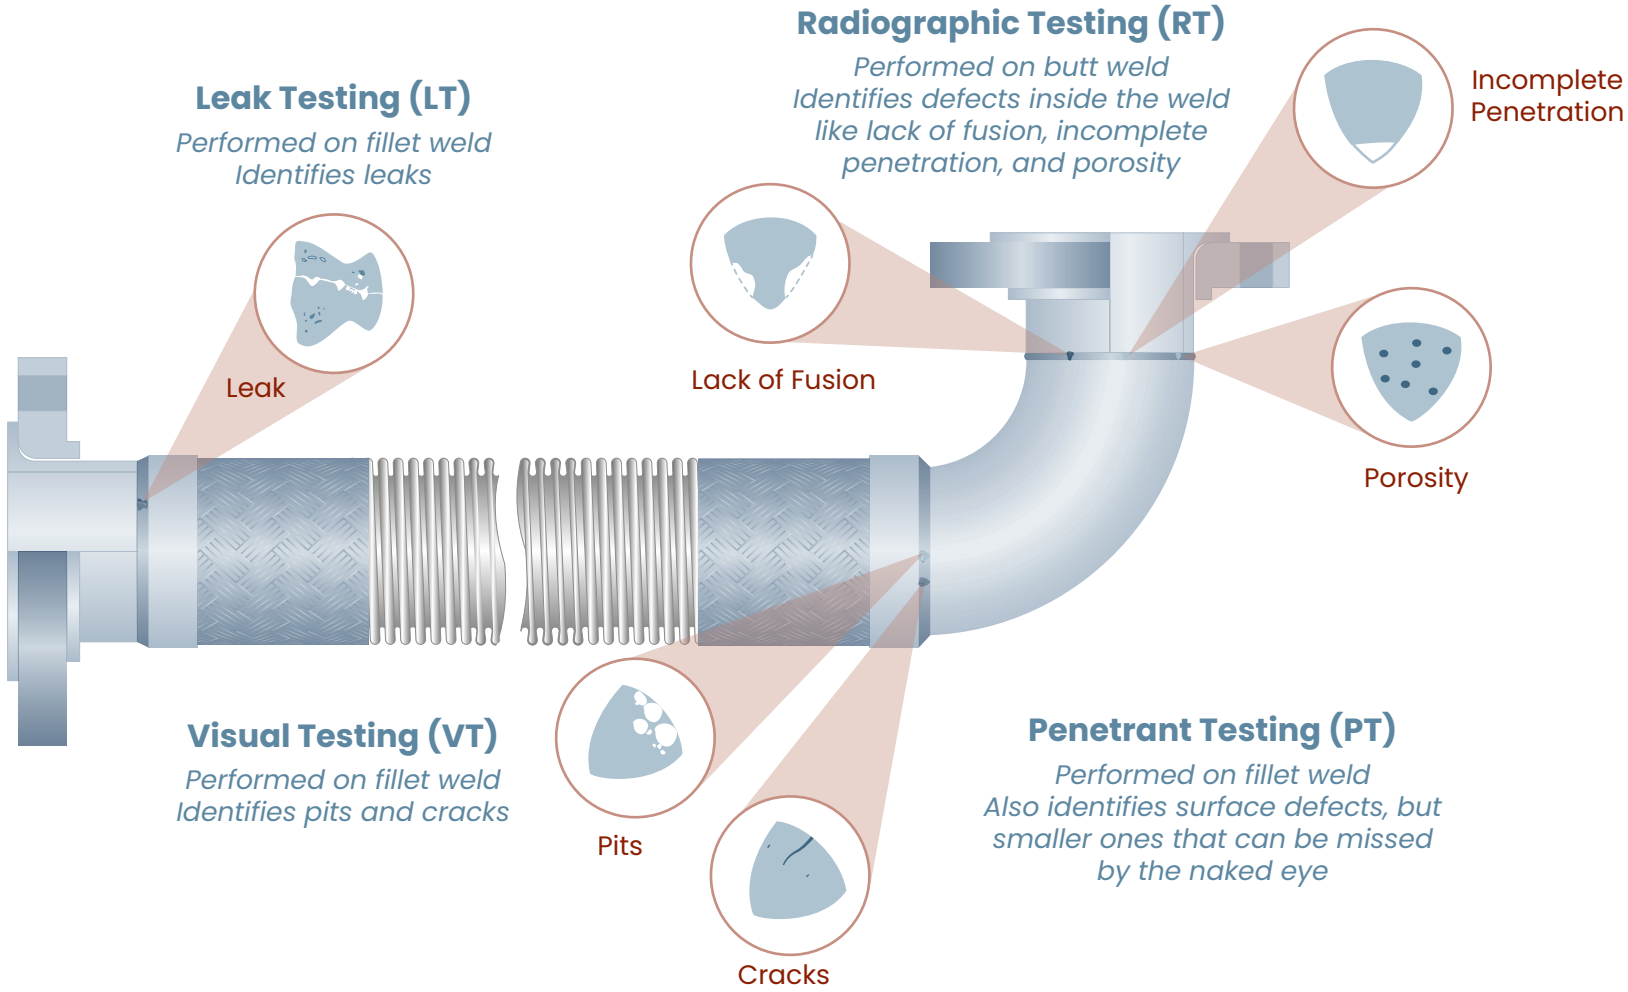 Radiographic Testing (RT)
Performed on butt weld
Identifies defects inside the weld
like lack of fusion, incomplete
penetration, and porosity
Incomplete
Penetration
Leak Testing (LT)
Performed on fillet weld
Identifies leaks
Leak
Lack of Fusion
Porosity
Visual Testing (VT)
Performed on fillet weld
Identifies pits and cracks
Pits
Cracks
Penetrant Testing (PT)
Performed on fillet weld
Also identifies surface defects, but
smaller ones that can be missed
by the naked eye